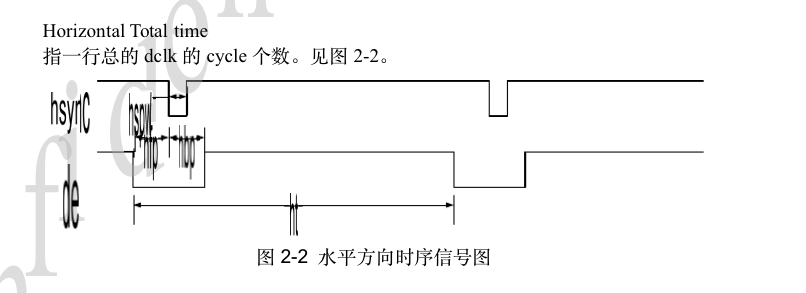 Horizontal Total time
指一行总的 dclk 的 cycle 个数。见图 2-2。
hsync
hspw
hfp hbp
de
ht
图 2-2 水平方向时序信号图